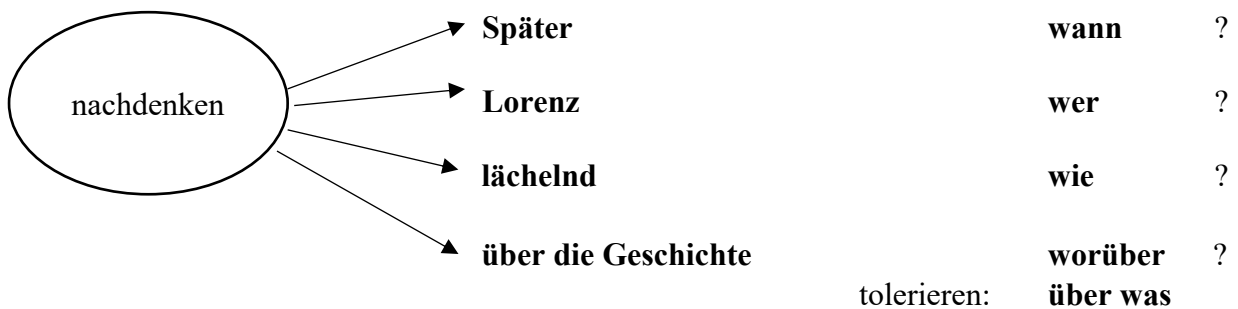 Später wann ?
nachdenken Lorenz wer ?
lächelnd wie ?
über die Geschichte worüber ?
tolerieren: über was